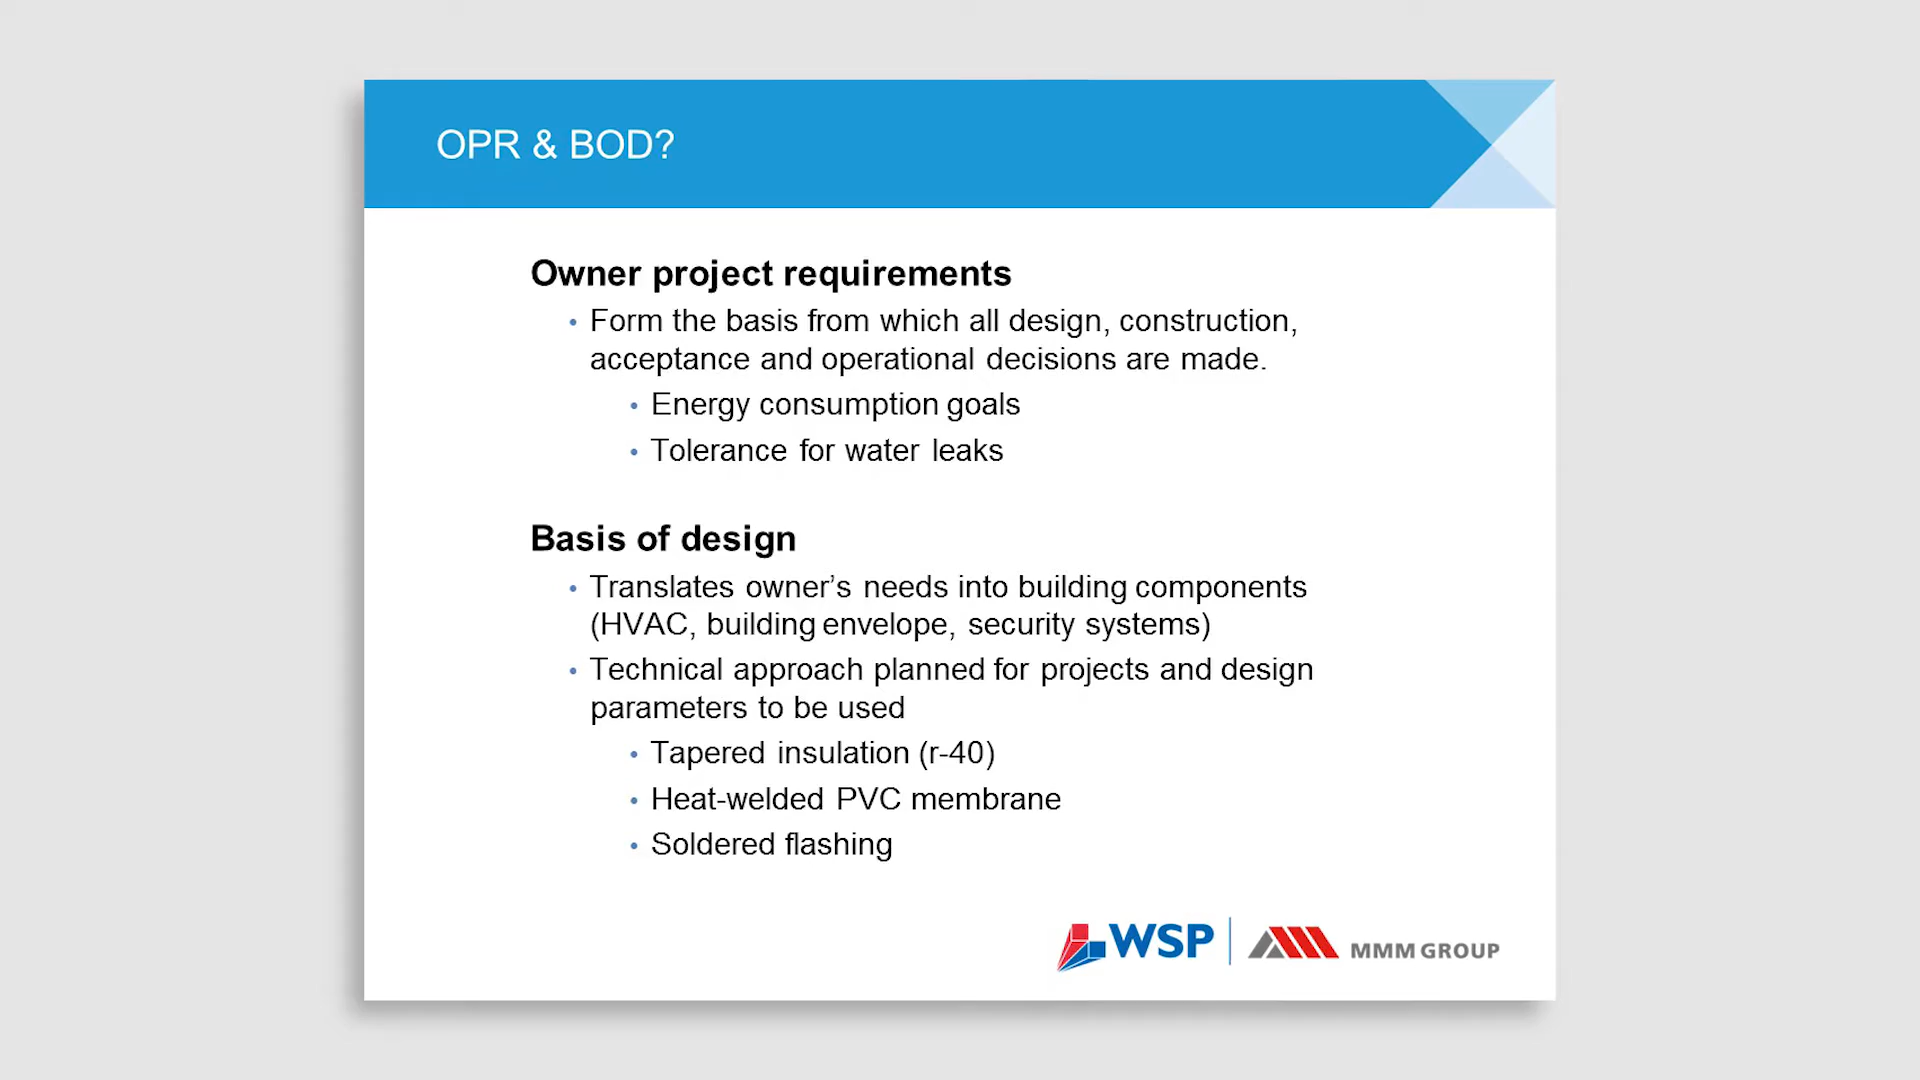 OPR & BOD?
Owner project requirements
• Form the basis from which all design, construction,
acceptance and operational decisions are made.
• Energy consumption goals
• Tolerance for water leaks
Basis of design
• Translates owner’s needs into building components
(HVAC, building envelope, security systems)
• Technical approach planned for projects and design
parameters to be used
• Tapered insulation (r-40)
• Heat-welded PVC membrane
• Soldered flashing
WSP MMM GROUP